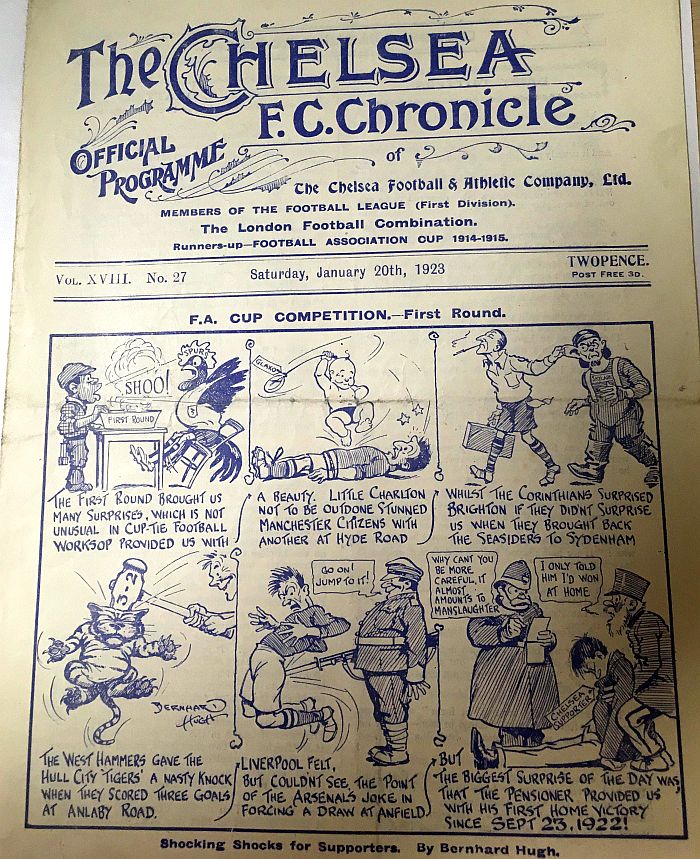 The CHELSEA
F.C. Chronicle
OFFICIAL
PROGRAMME
of
The Chelsea Football & Athletic Company, Ltd.
MEMBERS OF THE FOOTBALL LEAGUE (First Division).
The London Football Combination.
Runners-up—FOOTBALL ASSOCIATION CUP 1914-1915.
VOL. XVIII. No. 27
Saturday, January 20th, 1923
TWOPENCE.
POST FREE 3D.
F.A. CUP COMPETITION.—First Round.
SPURS
SHOO!
FIRST ROUND
THE FIRST ROUND BROUGHT US
MANY SURPRISES, WHICH IS NOT
UNUSUAL IN CUP-TIE FOOTBALL
WORKSOP PROVIDED US WITH
A BEAUTY. LITTLE CHARLTON
NOT TO BE OUTDONE STUNNED
MANCHESTER CITIZENS WITH
ANOTHER AT HYDE ROAD
WHILST THE CORINTHIANS SURPRISED
BRIGHTON IF THEY DIDN'T SURPRISE
US WHEN THEY BROUGHT BACK
THE SEASIDERS TO SYDENHAM
3-2
BERNHARD
HUGH
THE WEST HAMMERS GAVE THE
HULL CITY 'TIGERS' A NASTY KNOCK
WHEN THEY SCORED THREE GOALS
AT ANLABY ROAD.
GO ON!
JUMP TO IT!
LIVERPOOL FELT,
BUT COULDN'T SEE, THE POINT
OF THE ARSENAL'S JOKE IN
FORCING A DRAW AT ANFIELD
WHY CANT YOU
BE MORE
CAREFUL, IT
ALMOST
AMOUNTS TO
MANSLAUGHTER
I ONLY TOLD
HIM I'D WON
AT HOME
CHELSEA
SUPPORTER
BUT
THE BIGGEST SURPRISE OF THE DAY WAS
THAT THE PENSIONER PROVIDED US
WITH HIS FIRST HOME VICTORY
SINCE SEPT 23, 1922!
Shocking Shocks for Supporters. By Bernhard Hugh.